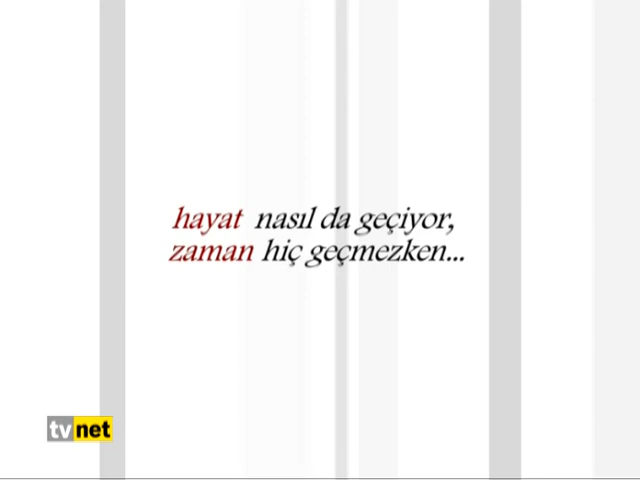 hayat nasıl da geçiyor,
zaman hiç geçmezken...
tvnet